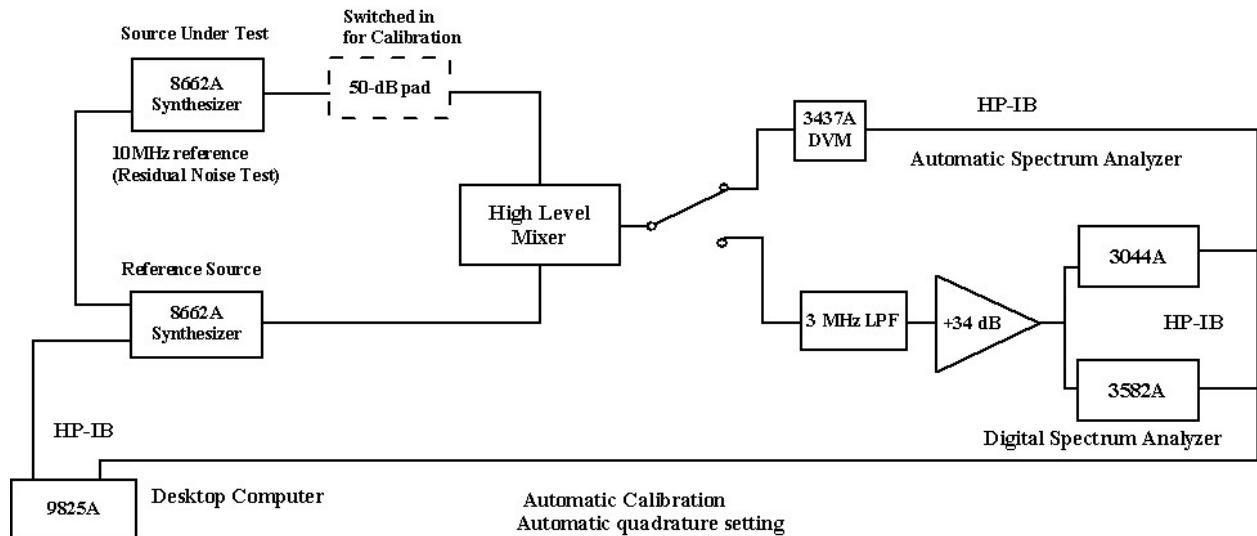 Source Under Test
Switched in
for Calibration
8662A
Synthesizer
50-dB pad
10MHz reference
(Residual Noise Test)
3437A
DVM
HP-IB
Automatic Spectrum Analyzer
High Level
Mixer
Reference Source
8662A
Synthesizer
3 MHz LPF
+34 dB
3044A
HP-IB
3582A
Digital Spectrum Analyzer
HP-IB
9825A
Desktop Computer
Automatic Calibration
Automatic quadrature setting